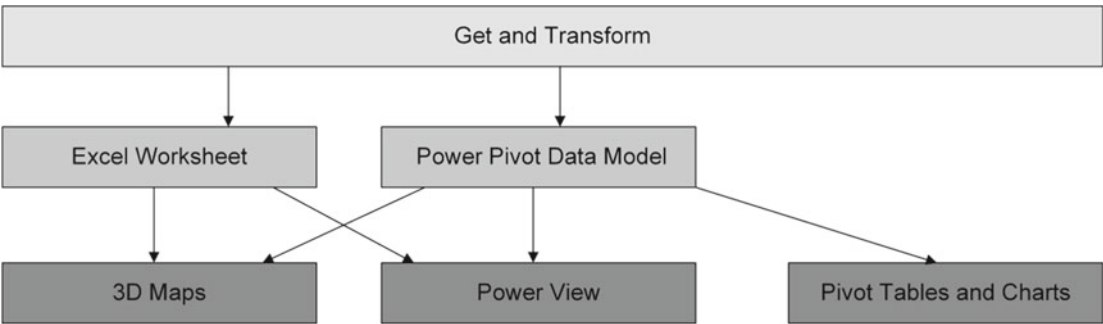 Get and Transform
Excel Worksheet
Power Pivot Data Model
3D Maps
Power View
Pivot Tables and Charts